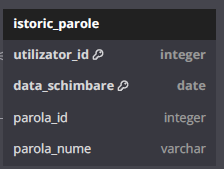 istoric_parole
utilizator_id integer
data_schimbare date
parola_id integer
parola_nume varchar